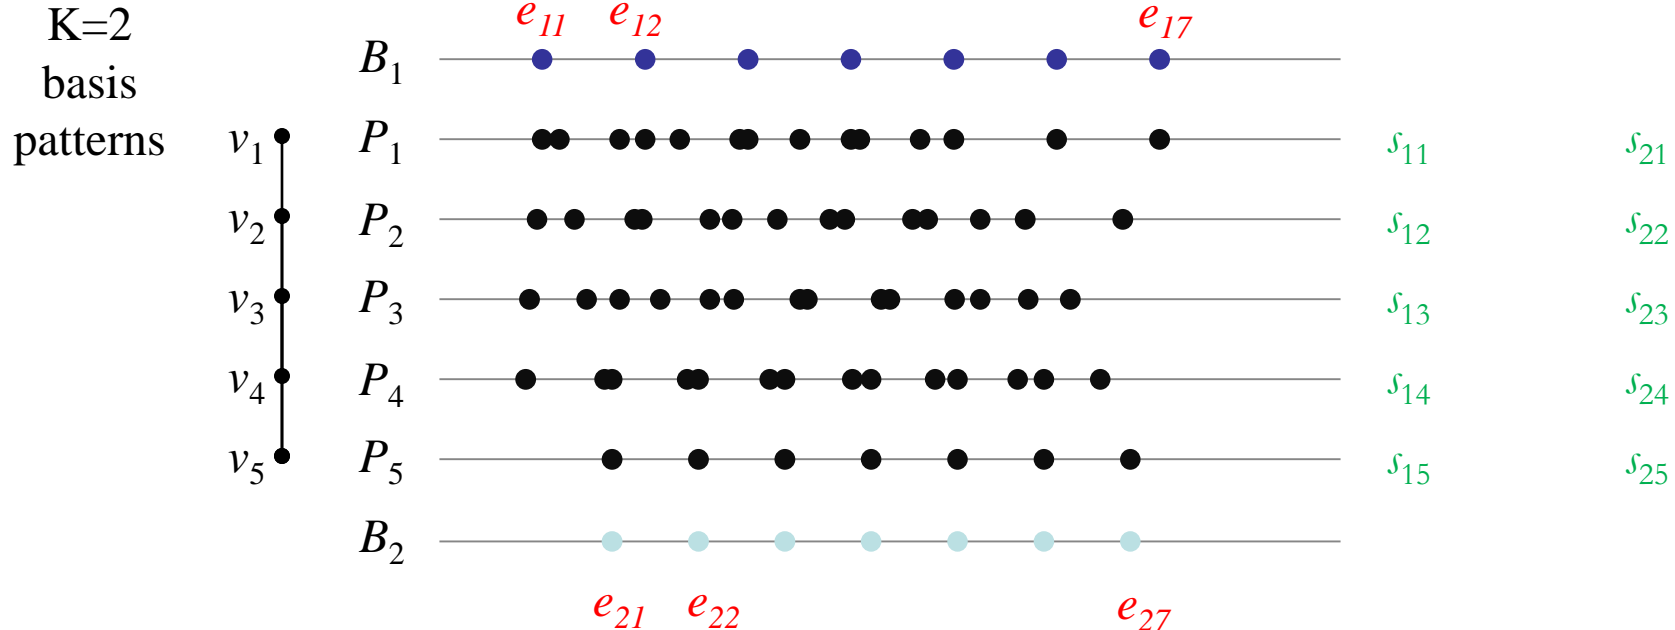 K=2
basis
patterns
e11 e12 e17
B1
v1 P1 s11 s21
v2 P2 s12 s22
v3 P3 s13 s23
v4 P4 s14 s24
v5 P5 s15 s25
B2
e21 e22 e27